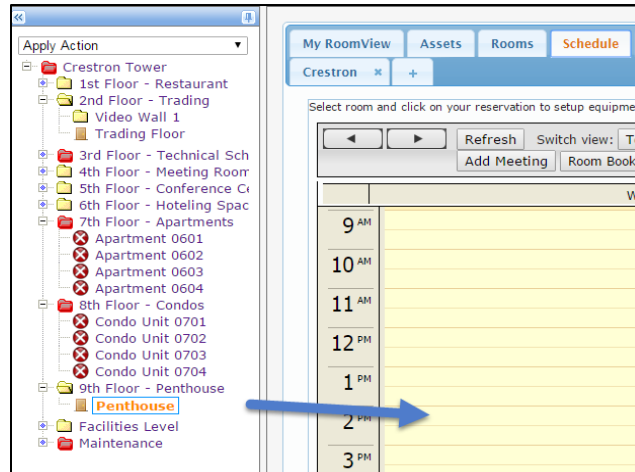 Apply Action
Crestron Tower
1st Floor - Restaurant
2nd Floor - Trading
Video Wall 1
Trading Floor
3rd Floor - Technical Sch
4th Floor - Meeting Room
5th Floor - Conference Ce
6th Floor - Hoteling Spac
7th Floor - Apartments
Apartment 0601
Apartment 0602
Apartment 0603
Apartment 0604
8th Floor - Condos
Condo Unit 0701
Condo Unit 0702
Condo Unit 0703
Condo Unit 0704
9th Floor - Penthouse
Penthouse
Facilities Level
Maintenance
My RoomView Assets Rooms Schedule
Crestron × +
Select room and click on your reservation to setup equipme
Refresh Switch view: T
Add Meeting Room Book
W
9 AM
10 AM
11 AM
12 PM
1 PM
2 PM
3 PM